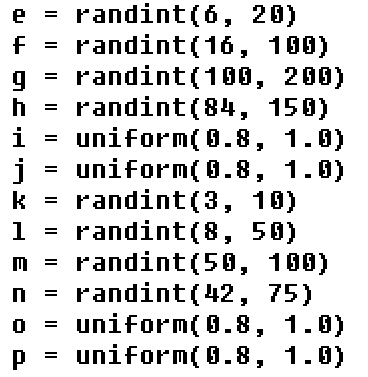 e = randint(6, 20)
f = randint(16, 100)
g = randint(100, 200)
h = randint(84, 150)
i = uniform(0.8, 1.0)
j = uniform(0.8, 1.0)
k = randint(3, 10)
l = randint(8, 50)
m = randint(50, 100)
n = randint(42, 75)
o = uniform(0.8, 1.0)
p = uniform(0.8, 1.0)